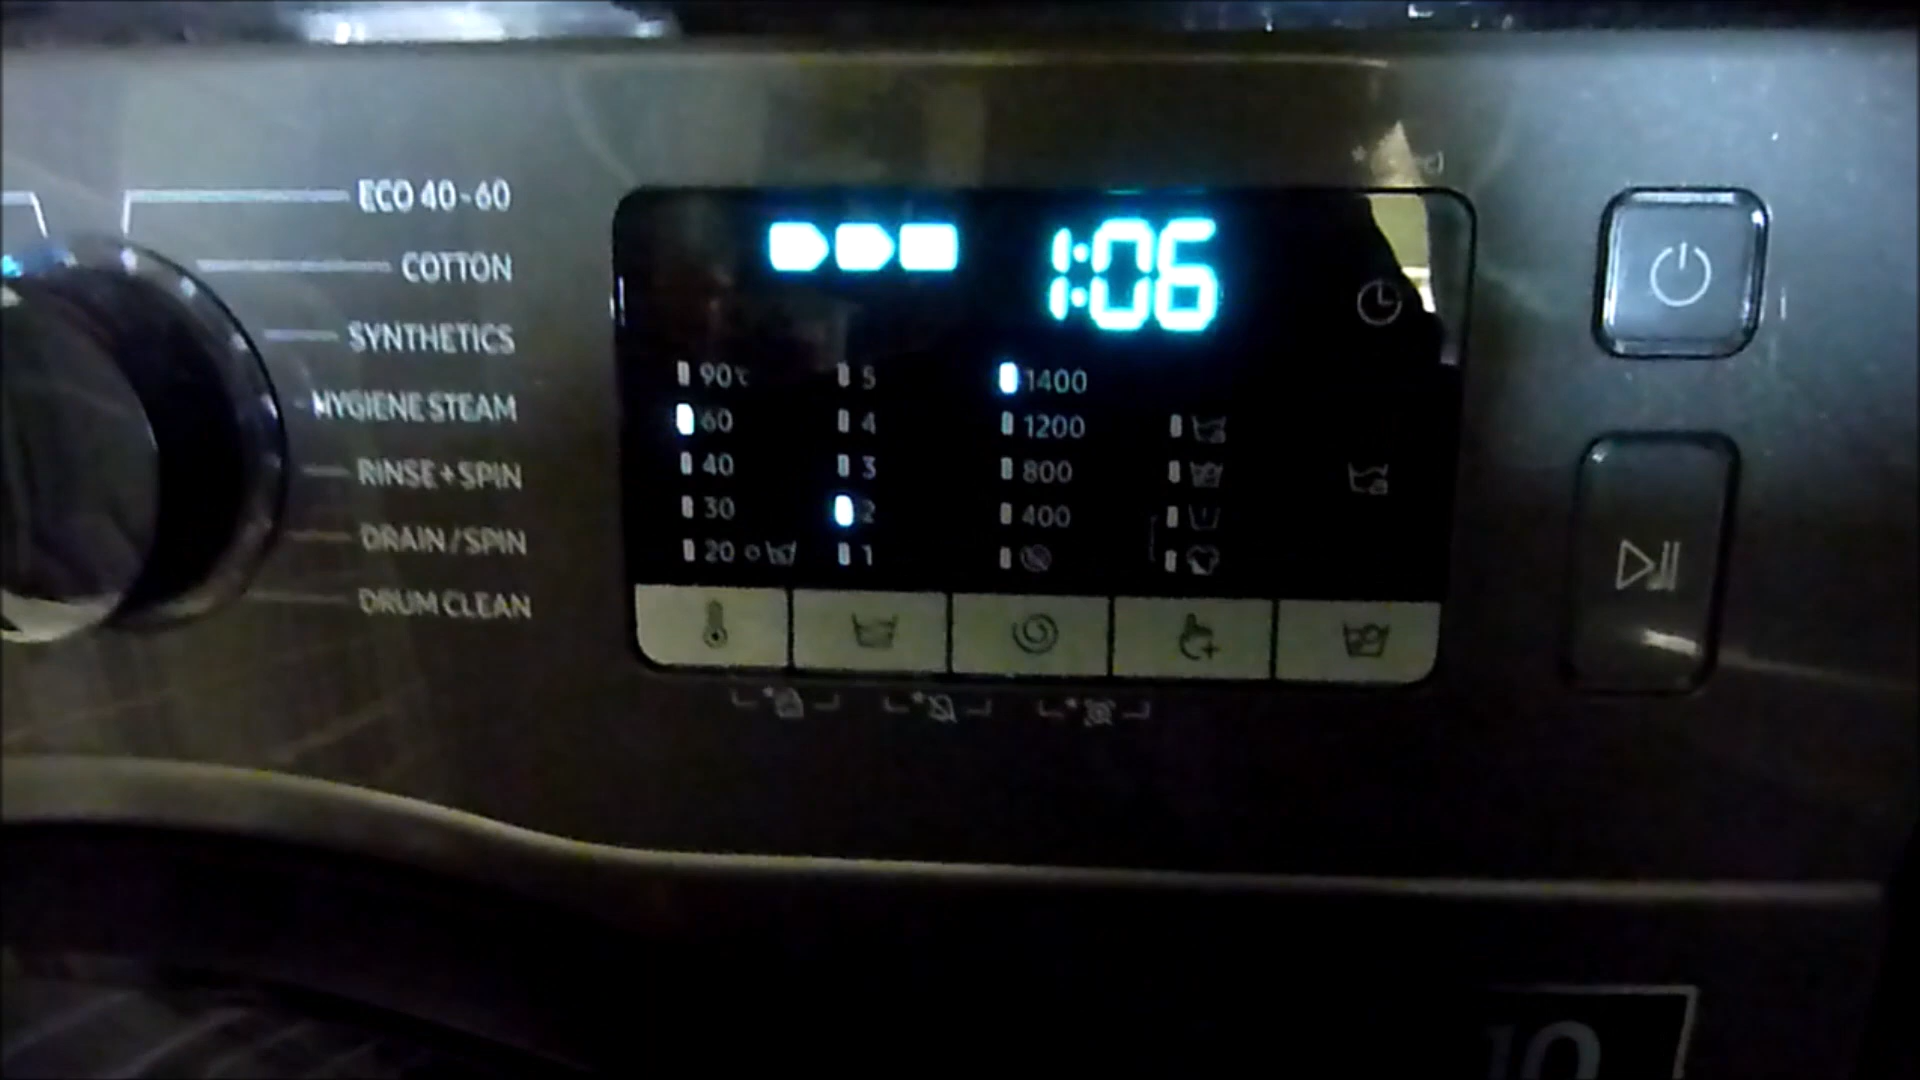 ECO 40-60
COTTON
SYNTHETICS
HYGIENE STEAM
RINSE+SPIN
DRAIN/SPIN
DRUM CLEAN
1:06
90℃ 5 1400
60 4 1200
40 3 800
30 2 400
20 1
10